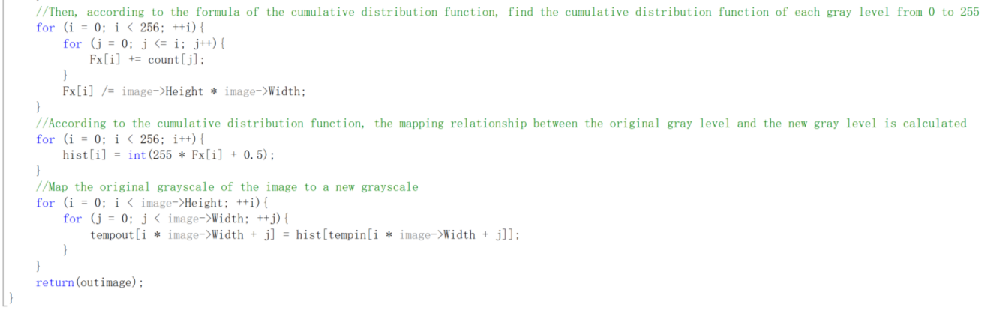 //Then, according to the formula of the cumulative distribution function, find the cumulative distribution function of each gray level from 0 to 255
for (i = 0; i < 256; ++i){
for (j = 0; j <= i; j++){
Fx[i] += count[j];
}
Fx[i] /= image->Height * image->Width;
}
//According to the cumulative distribution function, the mapping relationship between the original gray level and the new gray level is calculated
for (i = 0; i < 256; i++){
hist[i] = int(255 * Fx[i] + 0.5);
}
//Map the original grayscale of the image to a new grayscale
for (i = 0; i < image->Height; ++i){
for (j = 0; j < image->Width; ++j){
tempout[i * image->Width + j] = hist[tempin[i * image->Width + j]];
}
}
return(outimage);
}